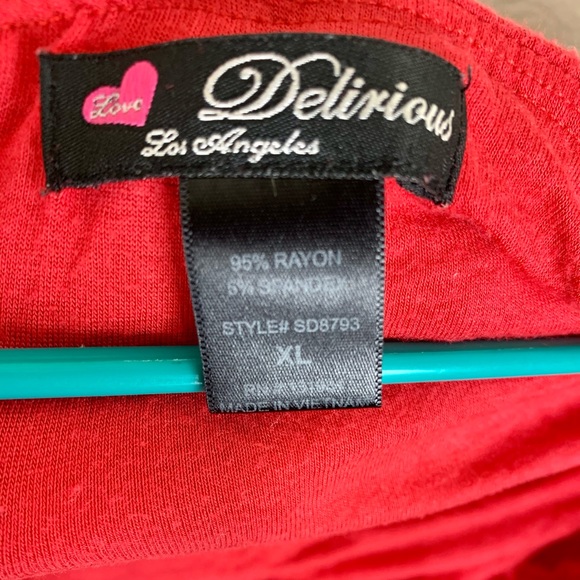 Love Delirious
Los Angeles
95% RAYON
5% SPANDEX
STYLE# SD8793
XL
MADE IN VIETNAM